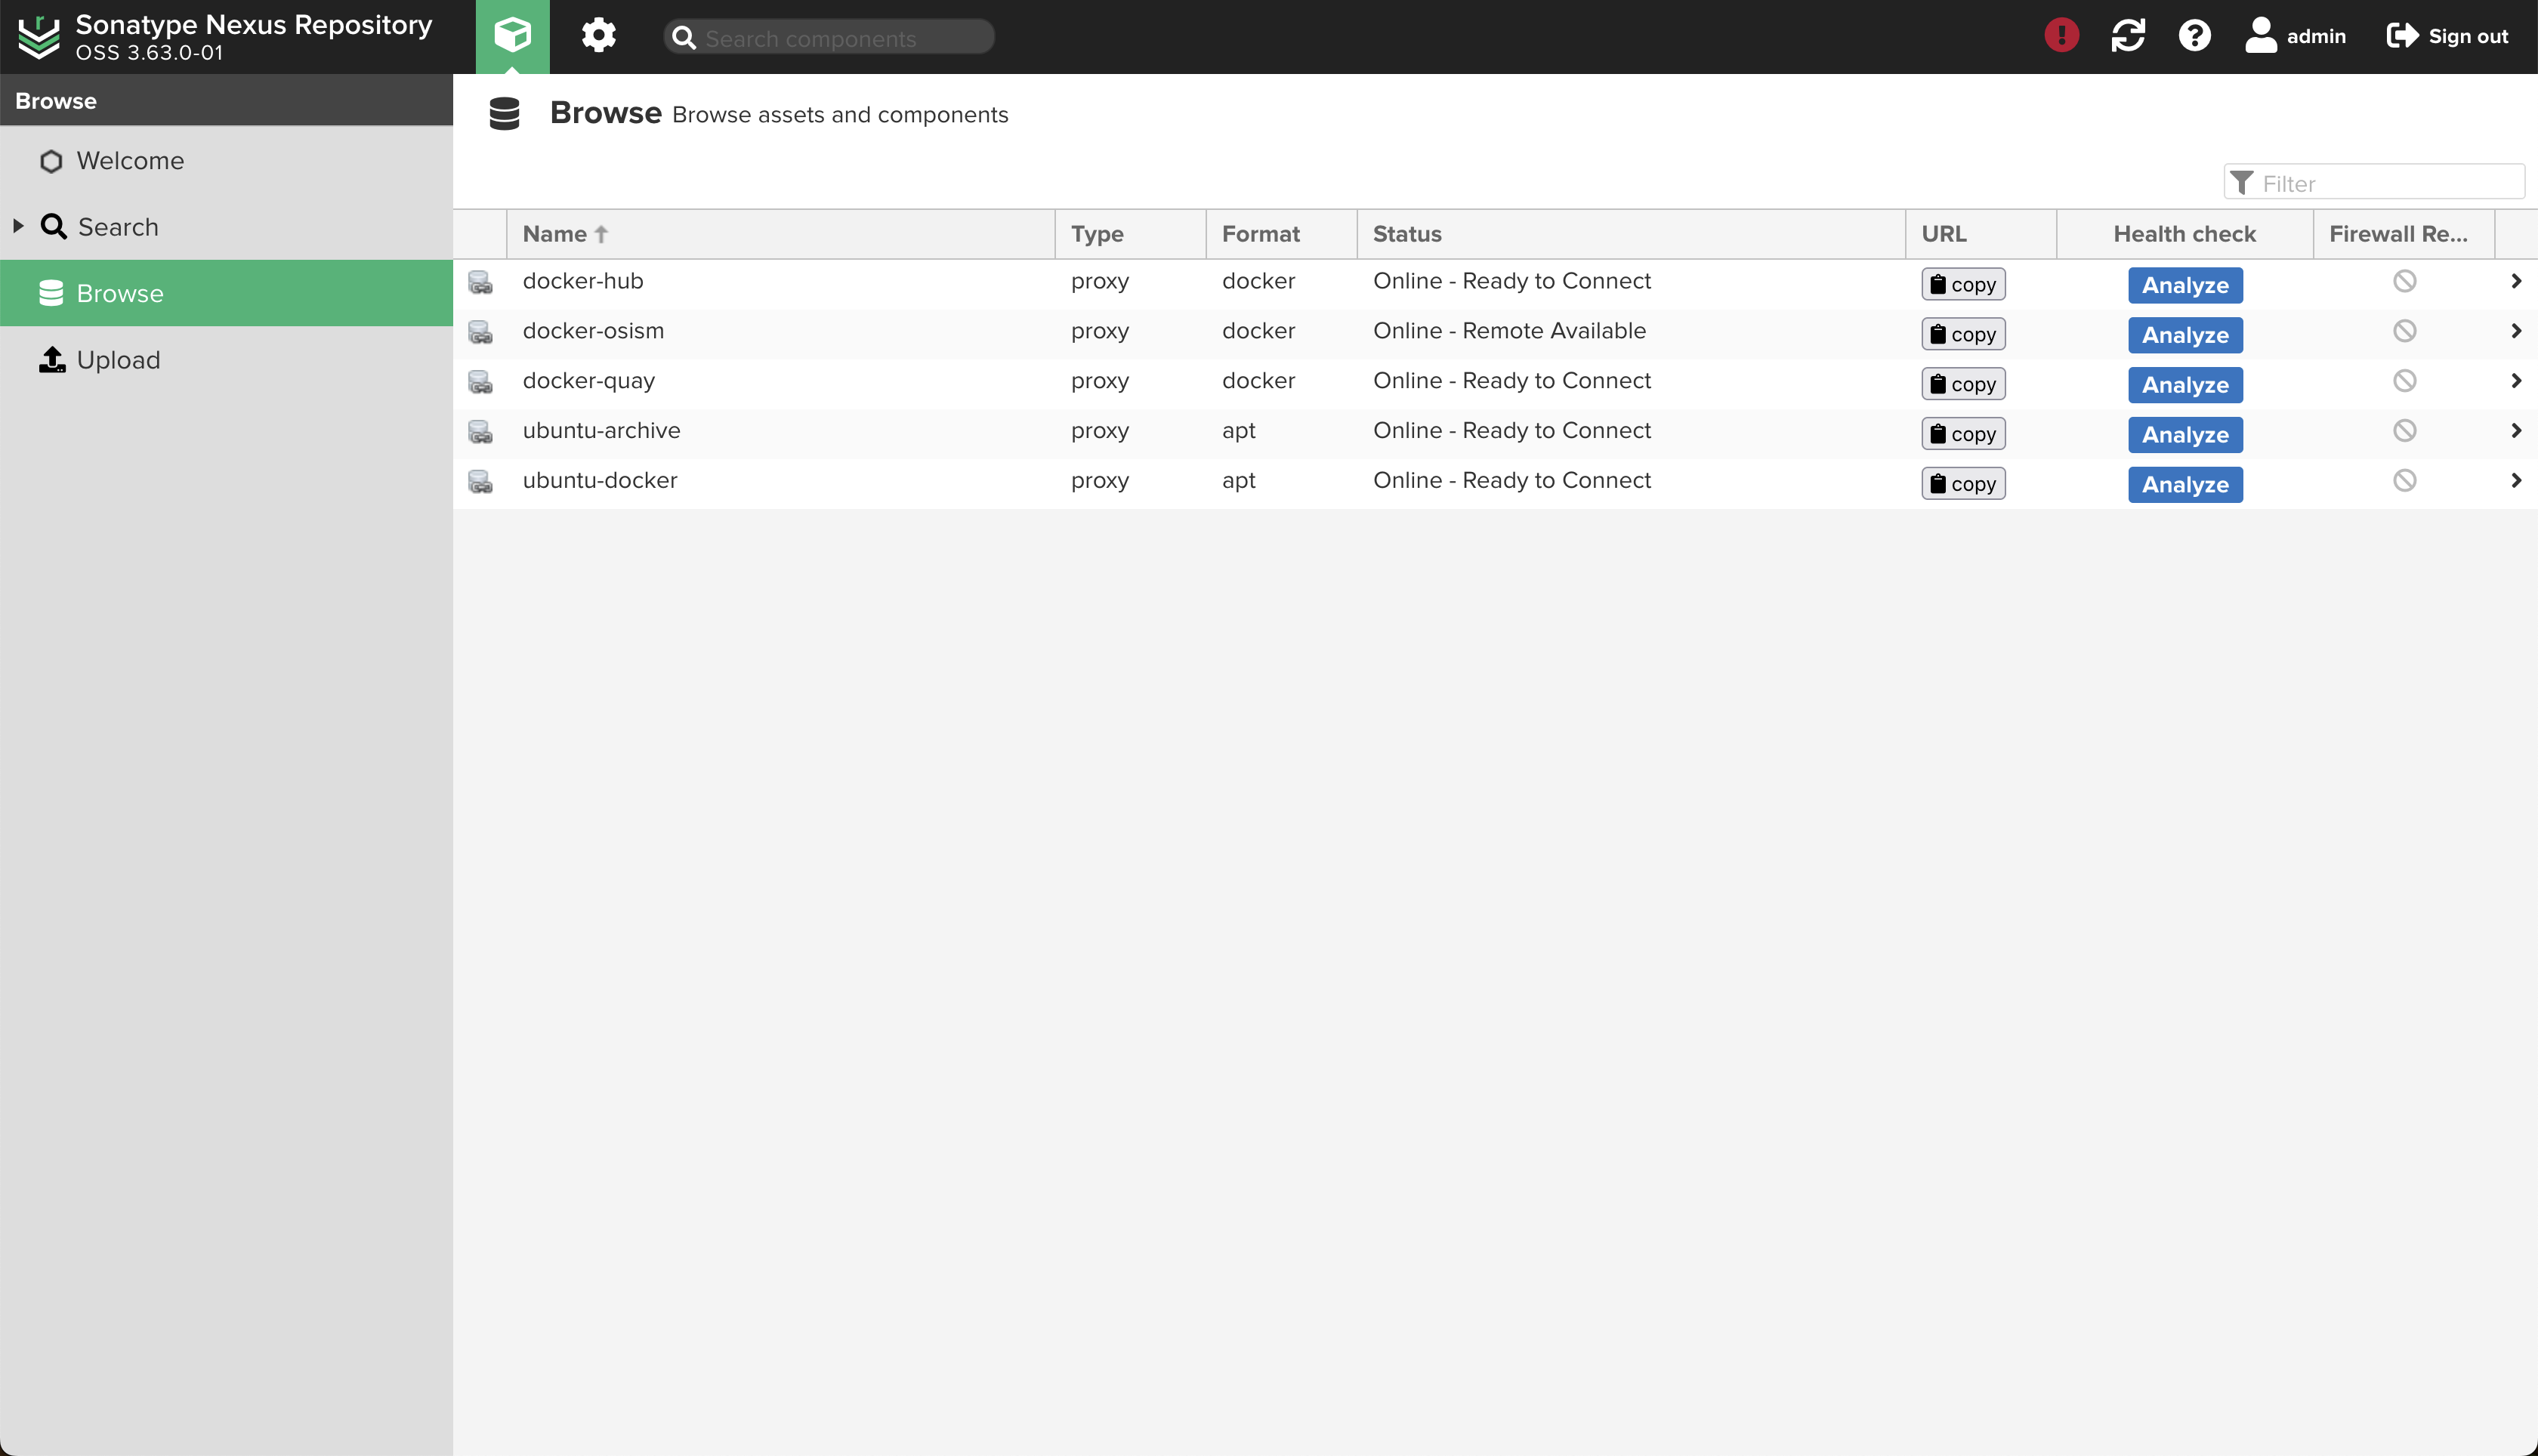 Sonatype Nexus Repository
OSS 3.63.0-01
Search components
admin
Sign out
Browse
Welcome
Search
Browse
Upload
Browse Browse assets and components
Filter
Name Type Format Status URL Health check Firewall Re...
docker-hub proxy docker Online - Ready to Connect copy Analyze
docker-osism proxy docker Online - Remote Available copy Analyze
docker-quay proxy docker Online - Ready to Connect copy Analyze
ubuntu-archive proxy apt Online - Ready to Connect copy Analyze
ubuntu-docker proxy apt Online - Ready to Connect copy Analyze